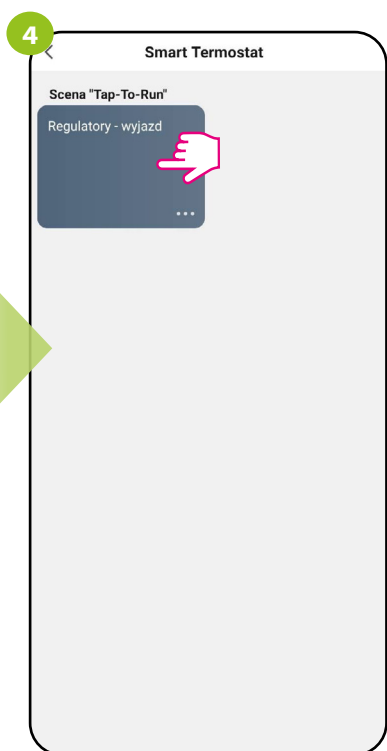 4
Smart Termostat
Scena "Tap-To-Run"
Regulatory - wyjazd